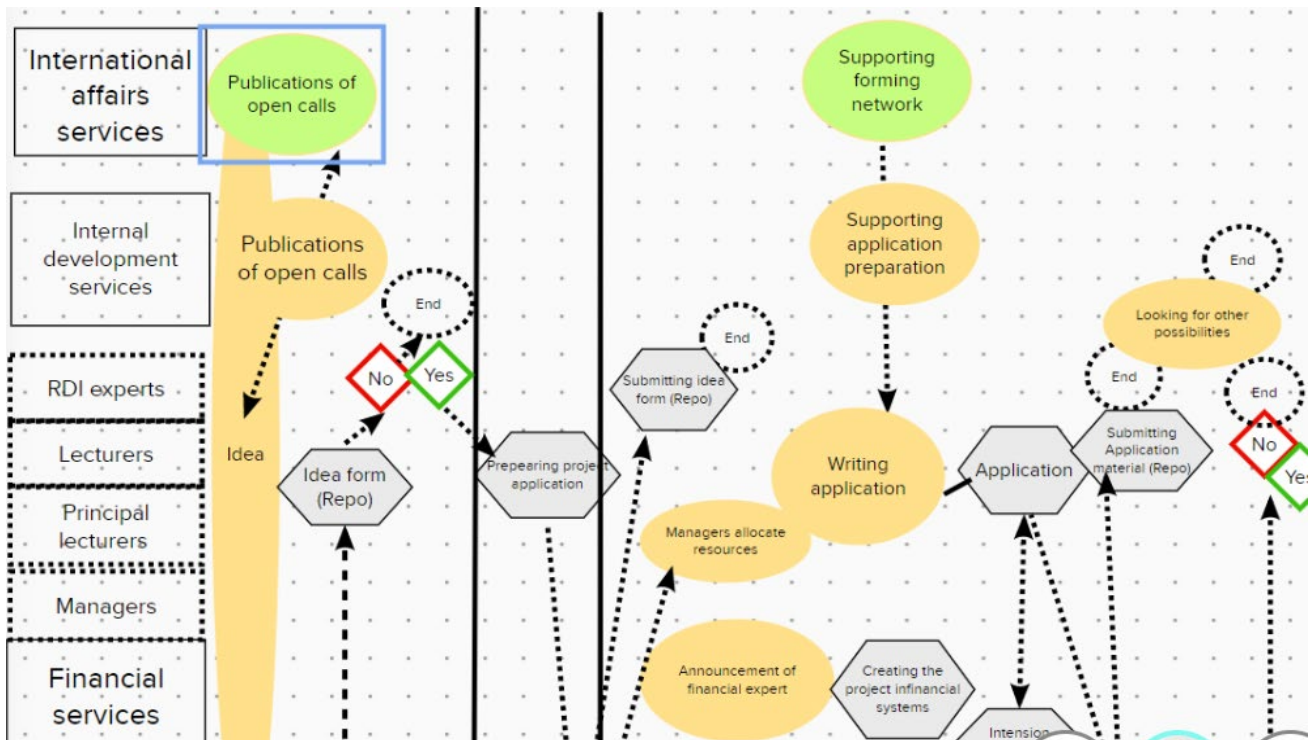 International
affairs
services
Publications of
open calls
Supporting
forming
network
Internal
development
services
Publications
of open calls
Supporting
application
preparation
End
End
Looking for other
possibilities
End
RDI experts
No
Yes
Submitting idea
form (Repo)
End
End
Lecturers
Idea
Idea form
(Repo)
Prepearing project
application
Writing
application
Application
Submitting
Application
material (Repo)
No
Yes
Principal
lecturers
Managers allocate
resources
Managers
Financial
services
Announcement of
financial expert
Creating the
project infinancial
systems
Intension